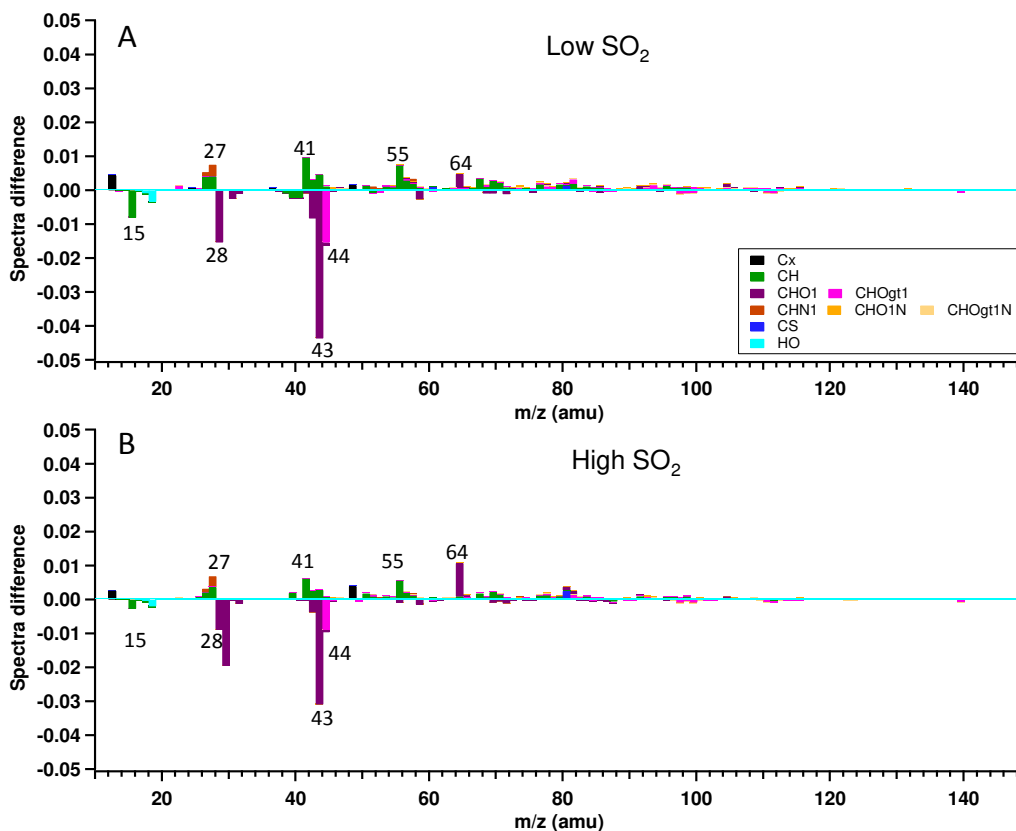 A
Low SO2
Spectra difference
0.05
0.04
0.03
0.02
0.01
0.00
-0.01
-0.02
-0.03
-0.04
-0.05
27
41
55
64
15
28
44
43
Cx
CH
CHO1 CHOgt1
CHN1 CHO1N CHOgt1N
CS
HO
20 40 60 80 100 120 140
m/z (amu)
B
High SO2
Spectra difference
0.05
0.04
0.03
0.02
0.01
0.00
-0.01
-0.02
-0.03
-0.04
-0.05
27
41
55
64
15
28
44
43
20 40 60 80 100 120 140
m/z (amu)